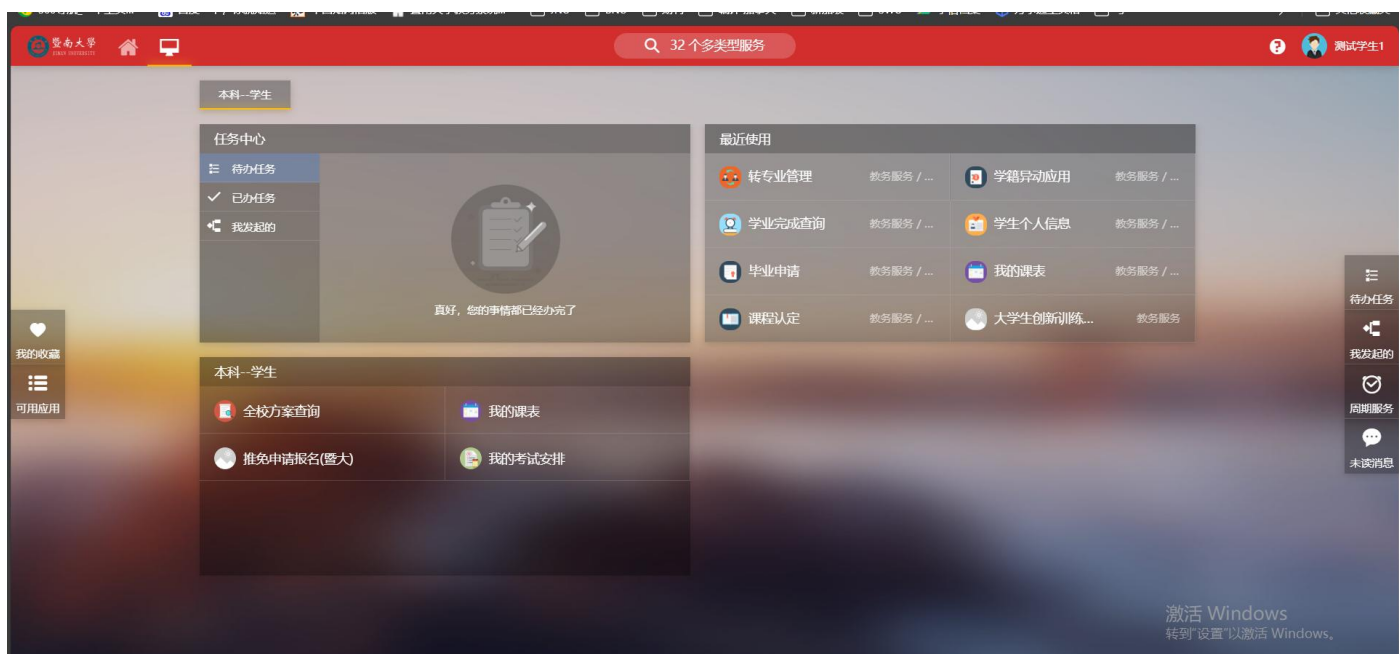 暨南大学
JINAN UNIVERSITY
32 个多类型服务
测试学生1
本科--学生
任务中心
待办任务
已办任务
我发起的
真好，您的事情都已经办完了
最近使用
转专业管理 教务服务 / ...
学籍异动应用 教务服务 / ...
学业完成查询 教务服务 / ...
学生个人信息 教务服务 / ...
毕业申请 教务服务 / ...
我的课表 教务服务 / ...
课程认定 教务服务 / ...
大学生创新训练... 教务服务
本科--学生
全校方案查询
我的课表
推免申请报名(暨大)
我的考试安排
我的收藏
可用应用
待办任务
我发起的
周期服务
未读消息
激活 Windows
转到"设置"以激活 Windows。